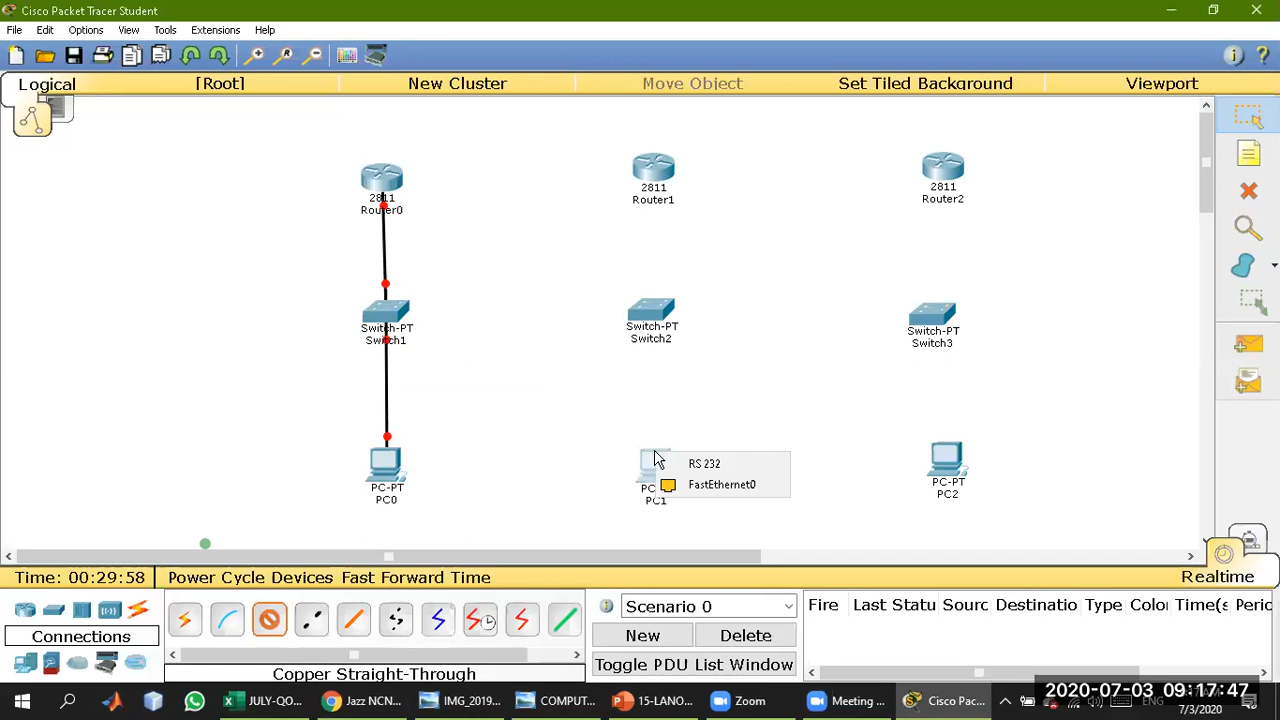 Cisco Packet Tracer Student
File Edit Options View Tools Extensions Help
Logical [Root] New Cluster Move Object Set Tiled Background Viewport
2811
Router0
2811
Router1
2811
Router2
Switch-PT
Switch1
Switch-PT
Switch2
Switch-PT
Switch3
PC-PT
PC0
PC
PC1
RS 232
FastEthernet0
PC-PT
PC2
Time: 00:29:58 Power Cycle Devices Fast Forward Time
Realtime
Connections
Copper Straight-Through
Scenario 0
New Delete
Toggle PDU List Window
Fire Last Statu Sourc Destinatio Type Colo Time(s Perio
JULY-QO...
Jazz NCN...
IMG_2019...
COMPUT...
15-LANO...
Zoom
Meeting ...
Cisco Pac...
ENG
2020-07-03 09:17:47
7/3/2020